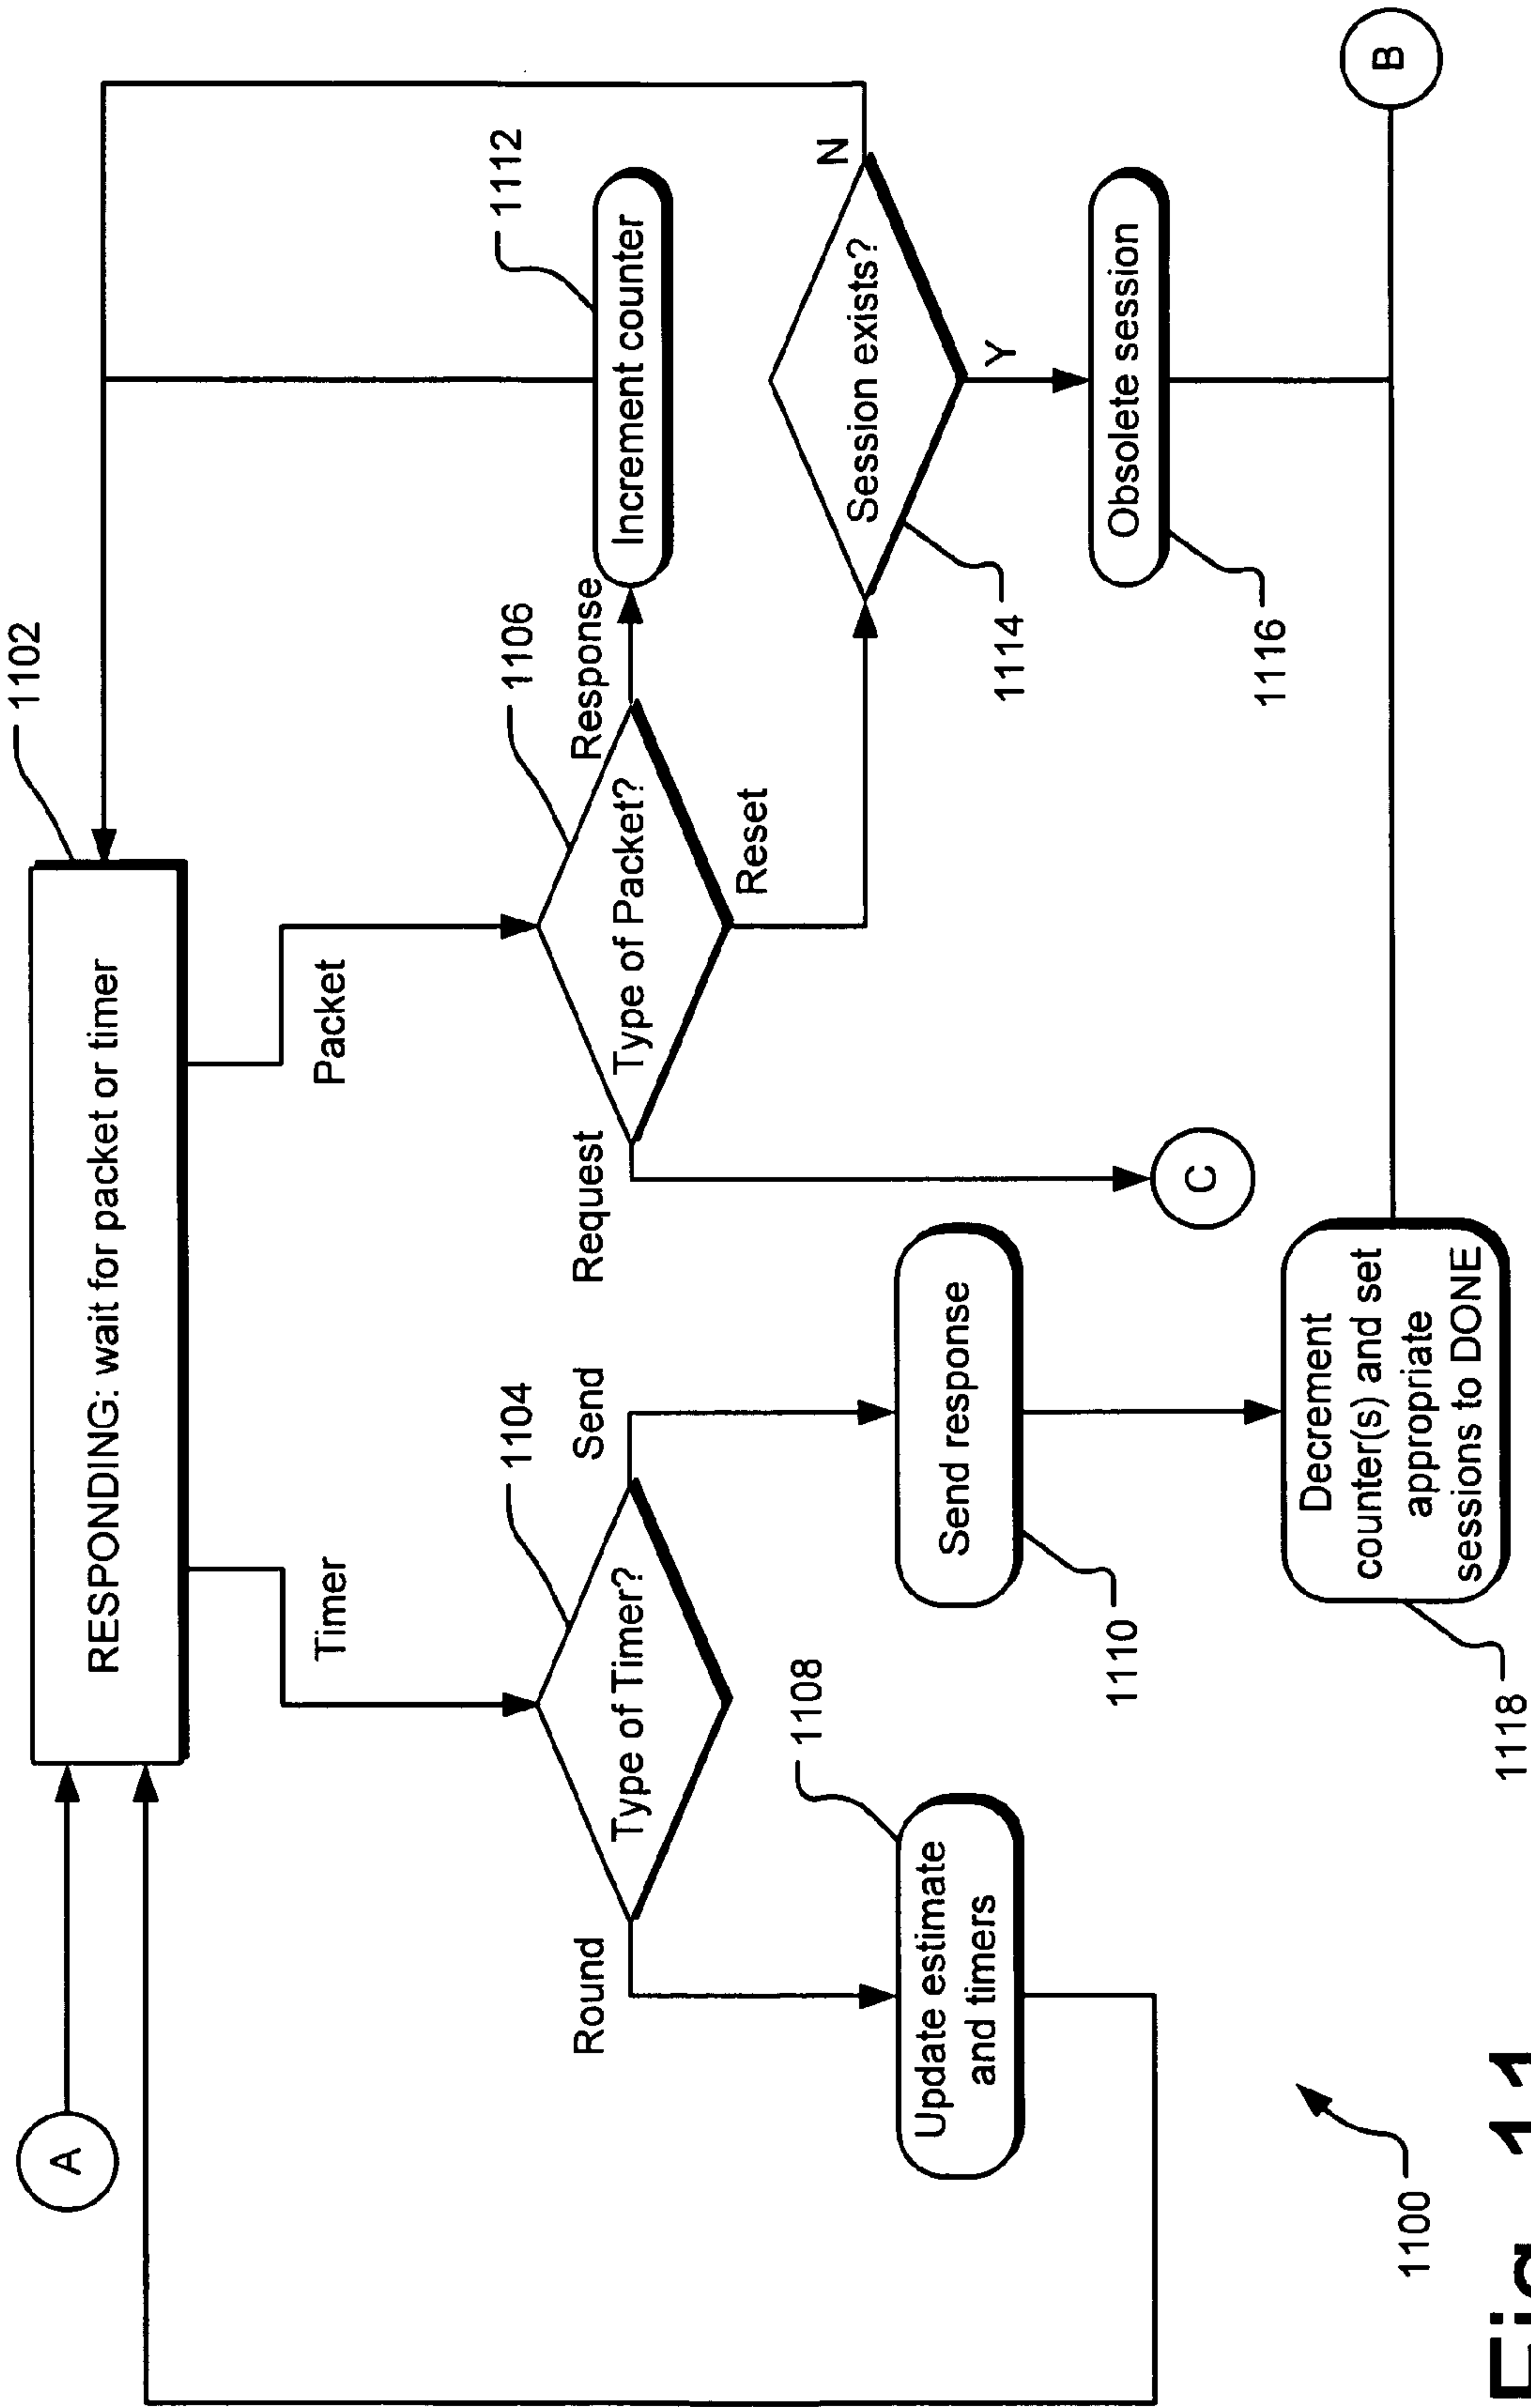 A
RESPONDING: wait for packet or timer
1102
Timer
Packet
Round
Type of Timer?
1104
Send
Request
Type of Packet?
1106
Response
Increment counter
1112
Reset
Session exists?
N
1114
Y
Update estimate
and timers
1108
Send response
1110
C
Obsolete session
1116
Decrement
counter(s) and set
appropriate
sessions to DONE
1118
B
1100
Fig. 11